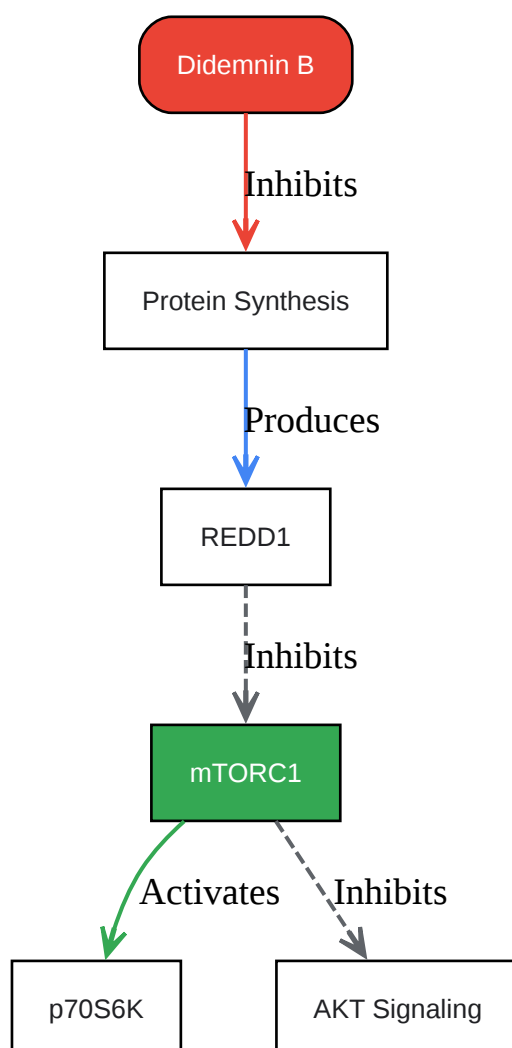 Didemnin B
Inhibits
Protein Synthesis
Produces
REDD1
Inhibits
mTORC1
Activates
Inhibits
p70S6K
AKT Signaling